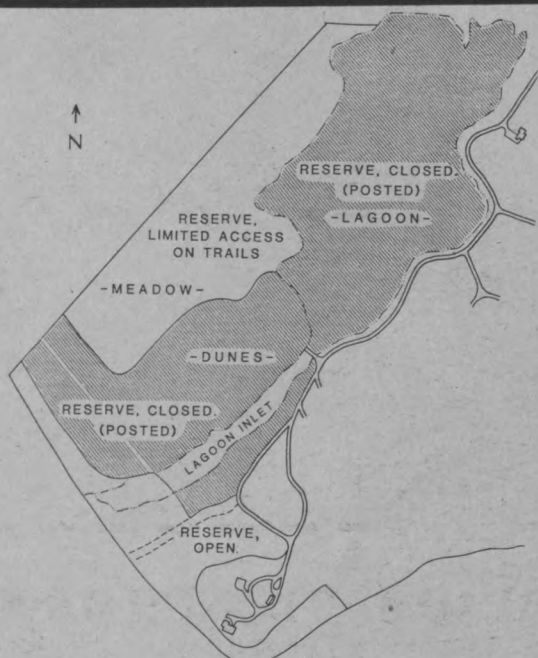 N
RESERVE, CLOSED.
(POSTED)
-LAGOON-
RESERVE,
LIMITED ACCESS
ON TRAILS
-MEADOW-
-DUNES-
RESERVE, CLOSED.
(POSTED)
LAGOON INLET
RESERVE,
OPEN.